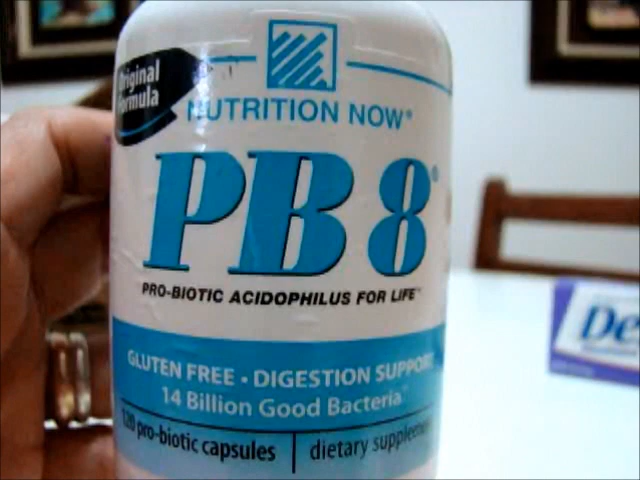 Original
Formula
NUTRITION NOW®
PB 8®
PRO-BIOTIC ACIDOPHILUS FOR LIFE™
GLUTEN FREE • DIGESTION SUPPORT
14 Billion Good Bacteria
120 pro-biotic capsules
dietary supplement
De